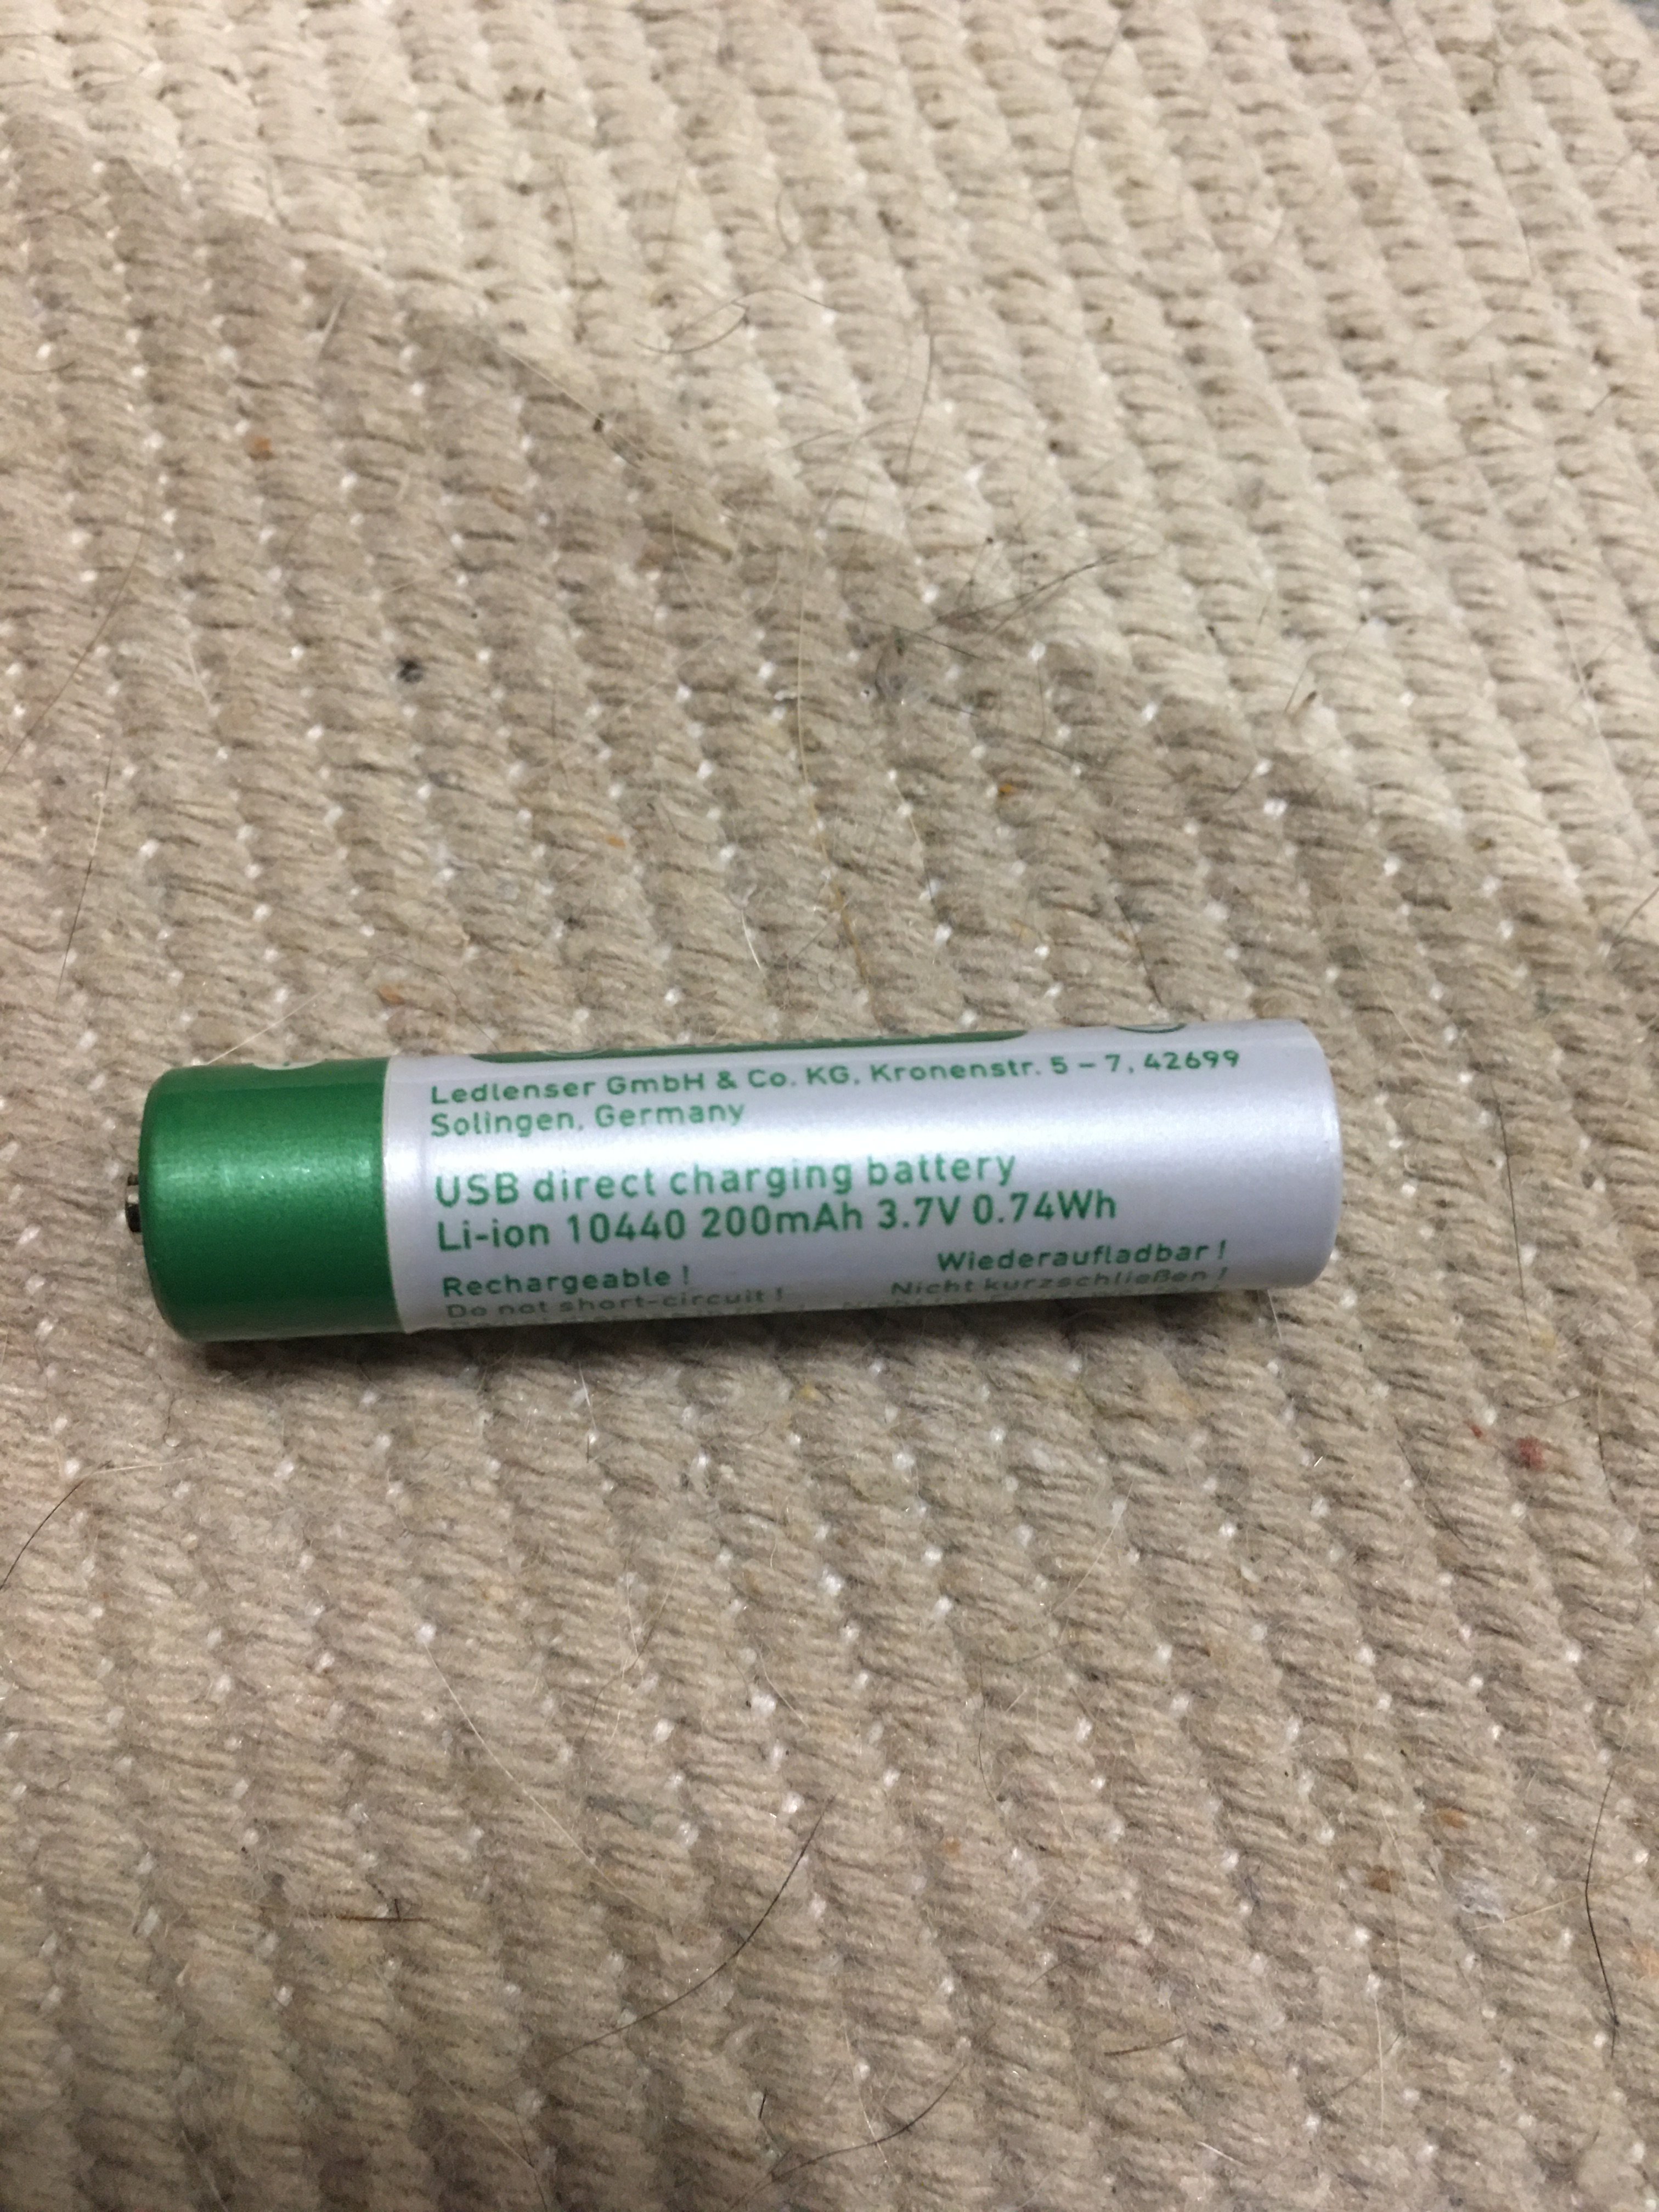 Ledlenser GmbH & Co. KG, Kronenstr. 5 – 7, 42699
Solingen, Germany
USB direct charging battery
Li-ion 10440 200mAh 3.7V 0.74Wh
Rechargeable ! Wiederaufladbar !
Do not short-circuit ! Nicht kurzschließen !